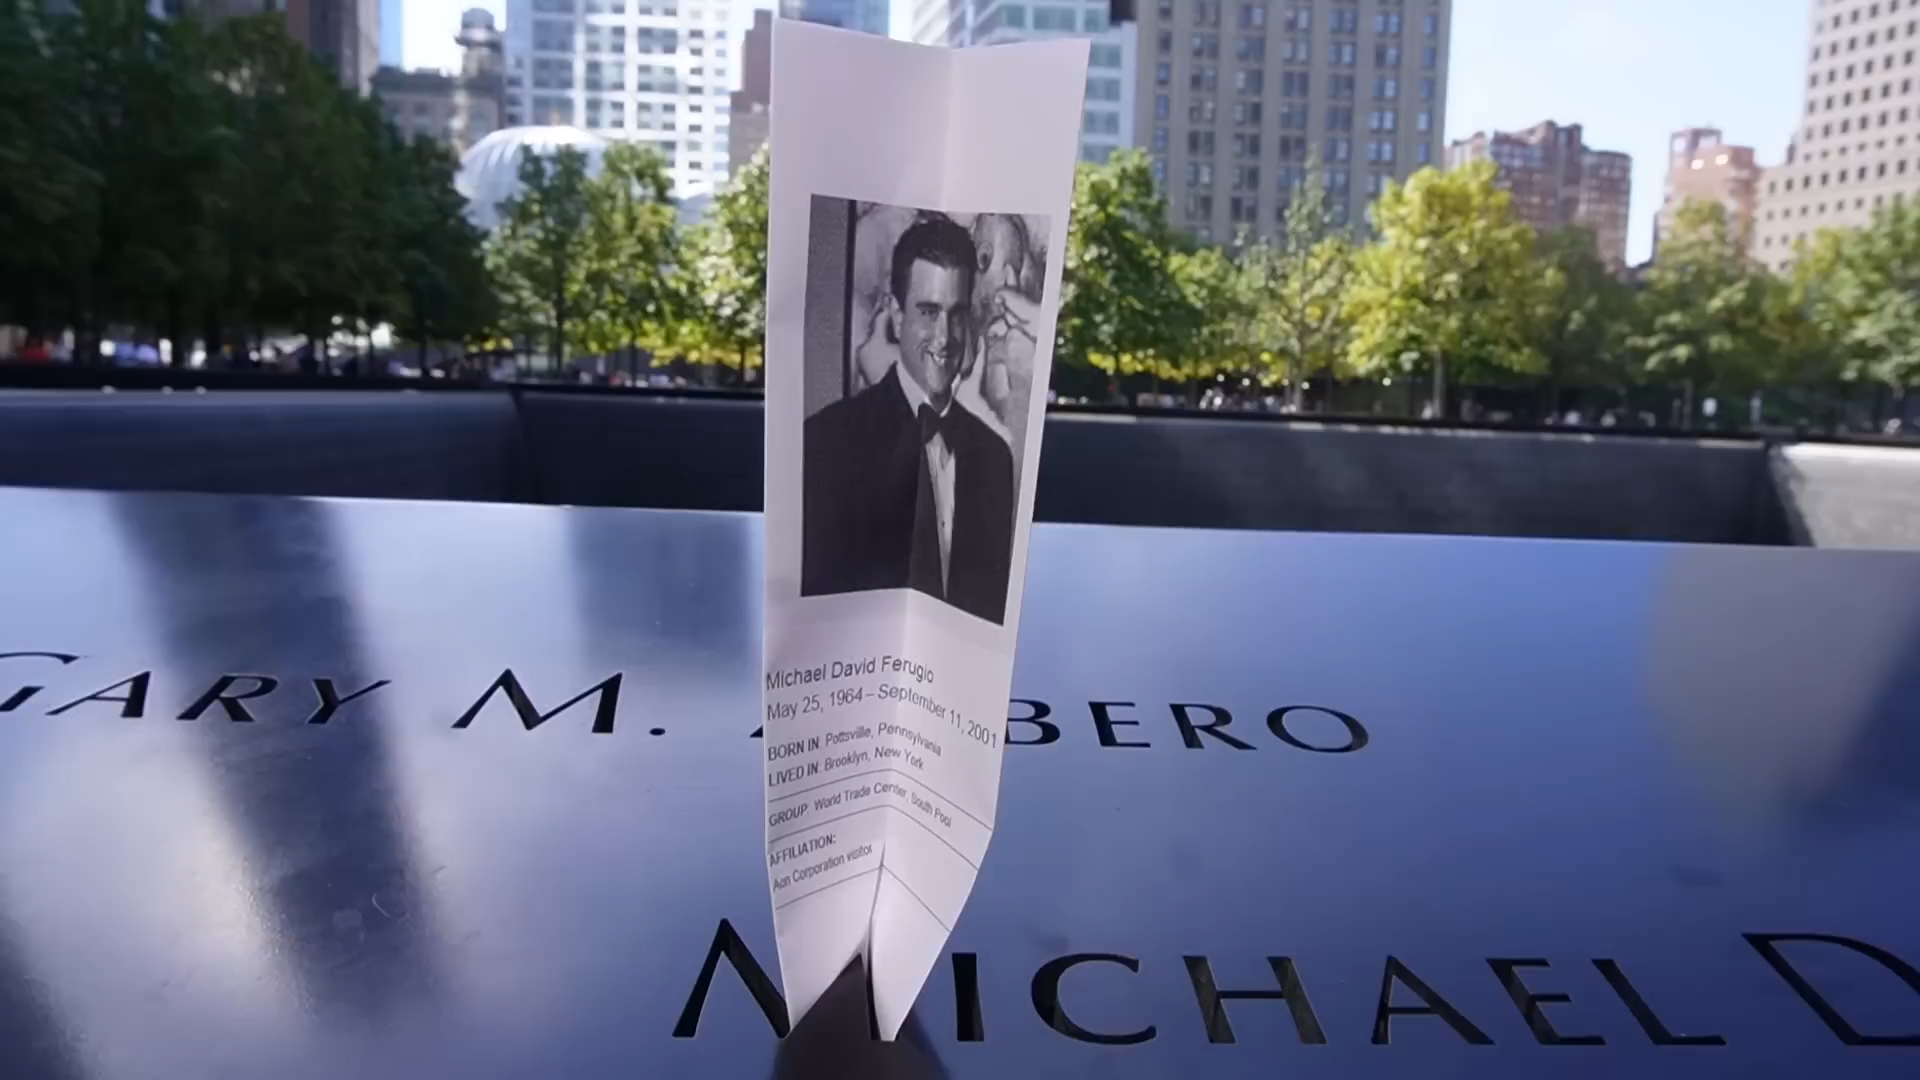 Michael David Ferugio
May 25, 1964 – September 11, 2001
BORN IN: Pottsville, Pennsylvania
LIVED IN: Brooklyn, New York
GROUP: World Trade Center, South Pool
AFFILIATION:
Aon Corporation visitor
GARY M. BERO
MICHAEL D